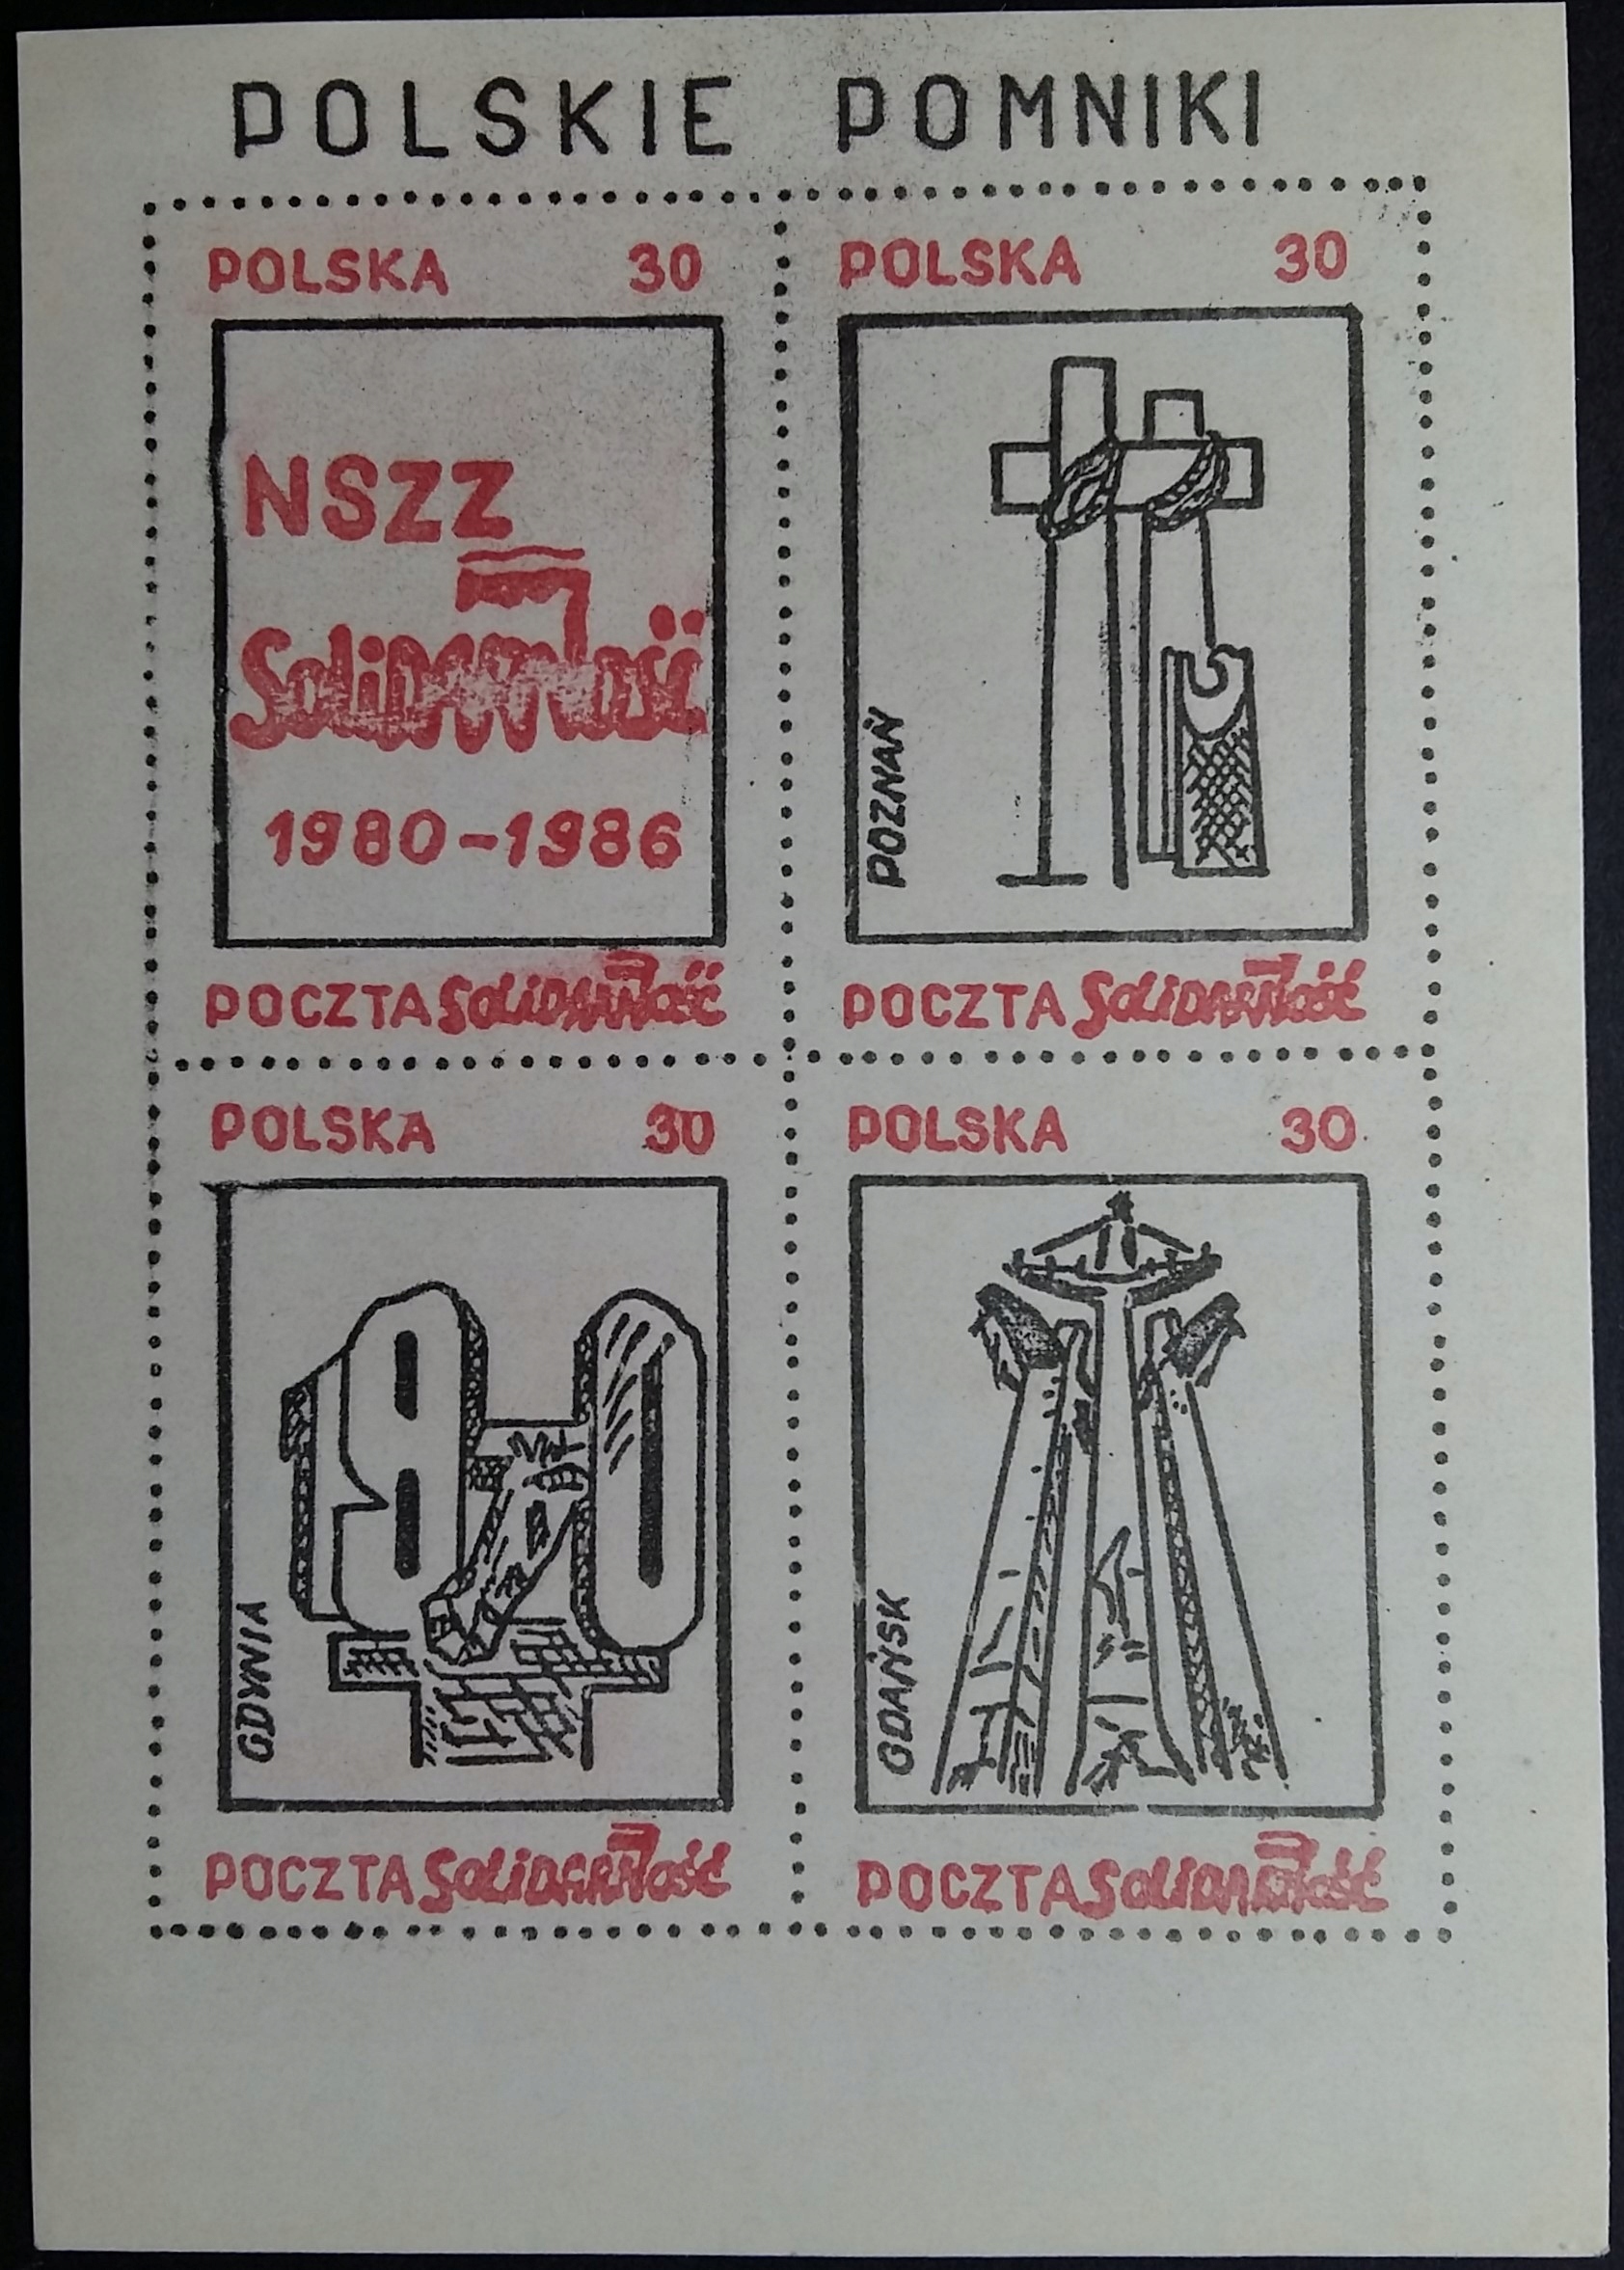 POLSKIE POMNIKI
POLSKA 30
NSZZ
Solidarność
1980-1986
POCZTA Solidarność
POLSKA 30
POZNAŃ
POCZTA Solidarność
POLSKA 30
1970
GDYNIA
POCZTA Solidarność
POLSKA 30
GDAŃSK
POCZTA Solidarność